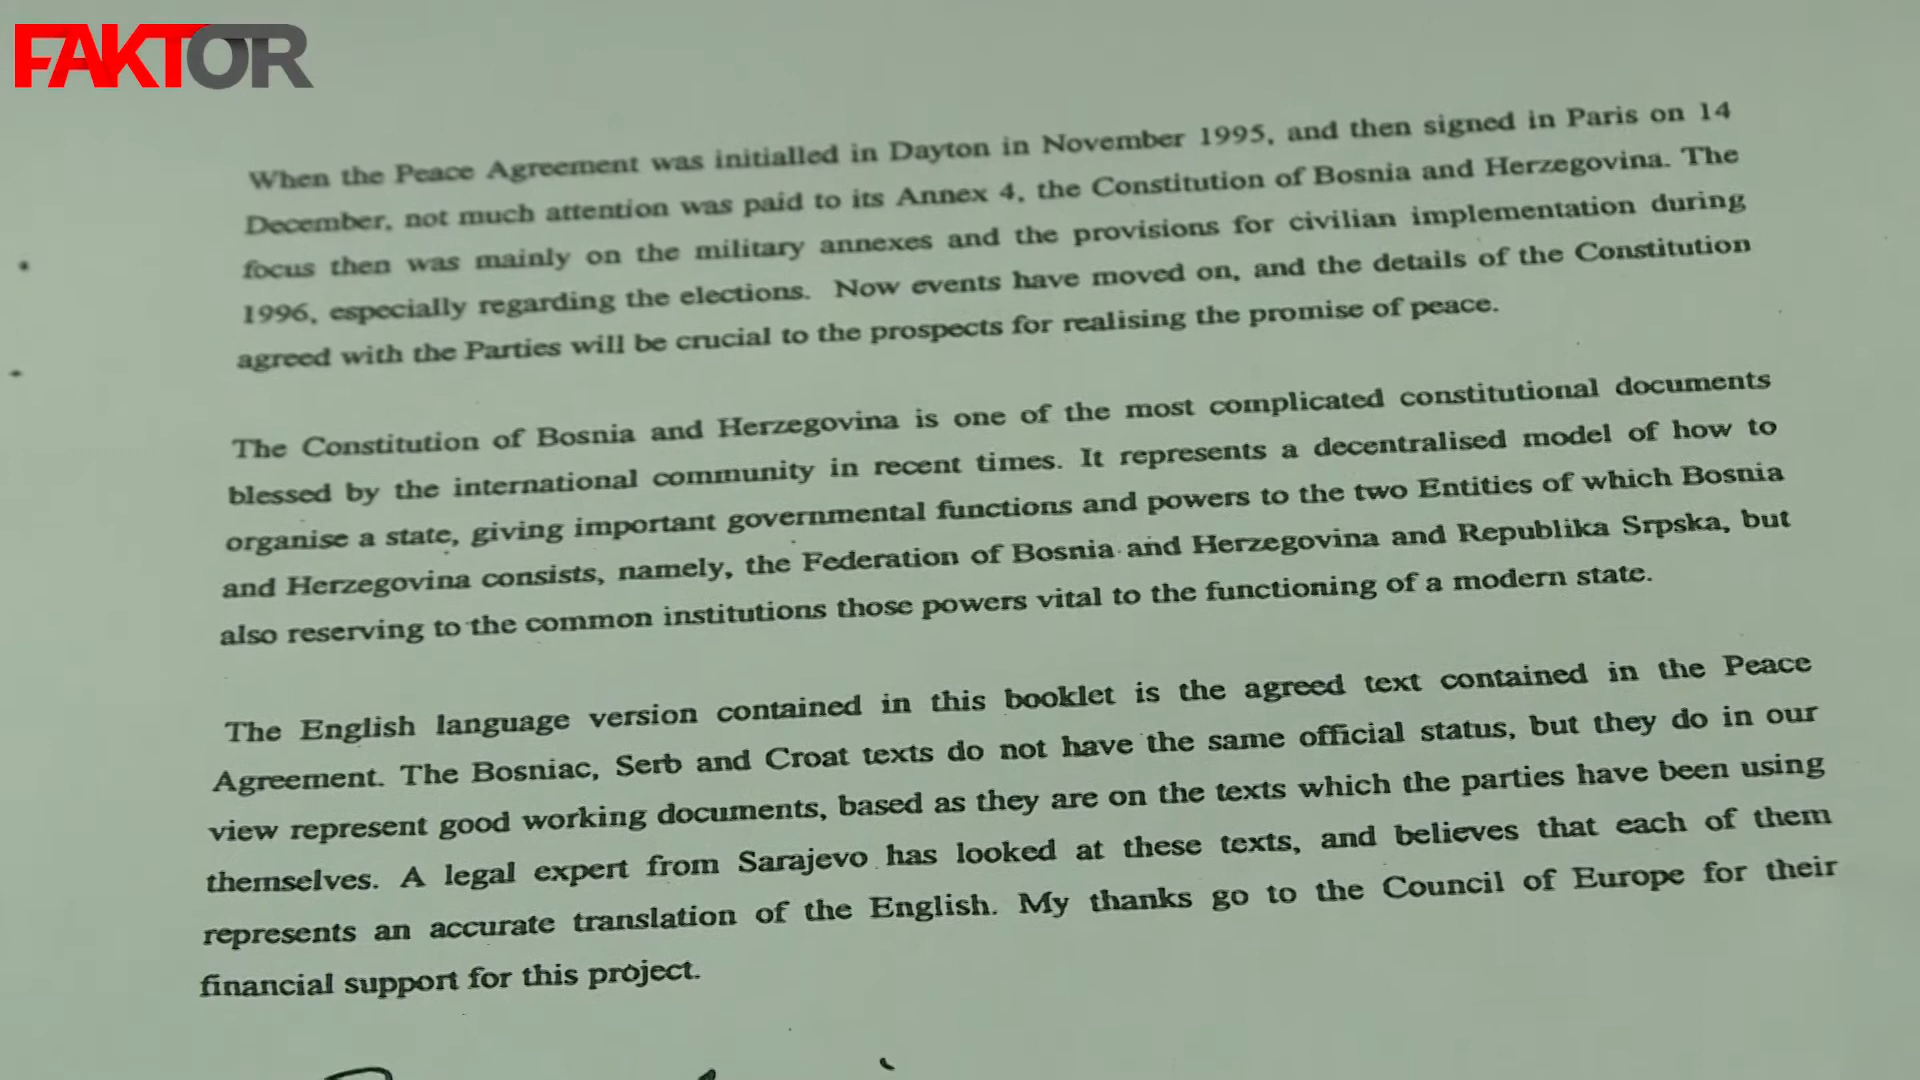 FAKTOR
When the Peace Agreement was initialled in Dayton in November 1995, and then signed in Paris on 14
December, not much attention was paid to its Annex 4, the Constitution of Bosnia and Herzegovina. The
focus then was mainly on the military annexes and the provisions for civilian implementation during
1996, especially regarding the elections. Now events have moved on, and the details of the Constitution
agreed with the Parties will be crucial to the prospects for realising the promise of peace.
The Constitution of Bosnia and Herzegovina is one of the most complicated constitutional documents
blessed by the international community in recent times. It represents a decentralised model of how to
organise a state, giving important governmental functions and powers to the two Entities of which Bosnia
and Herzegovina consists, namely, the Federation of Bosnia and Herzegovina and Republika Srpska, but
also reserving to the common institutions those powers vital to the functioning of a modern state.
The English language version contained in this booklet is the agreed text contained in the Peace
Agreement. The Bosniac, Serb and Croat texts do not have the same official status, but they do in our
view represent good working documents, based as they are on the texts which the parties have been using
themselves. A legal expert from Sarajevo has looked at these texts, and believes that each of them
represents an accurate translation of the English. My thanks go to the Council of Europe for their
financial support for this project.